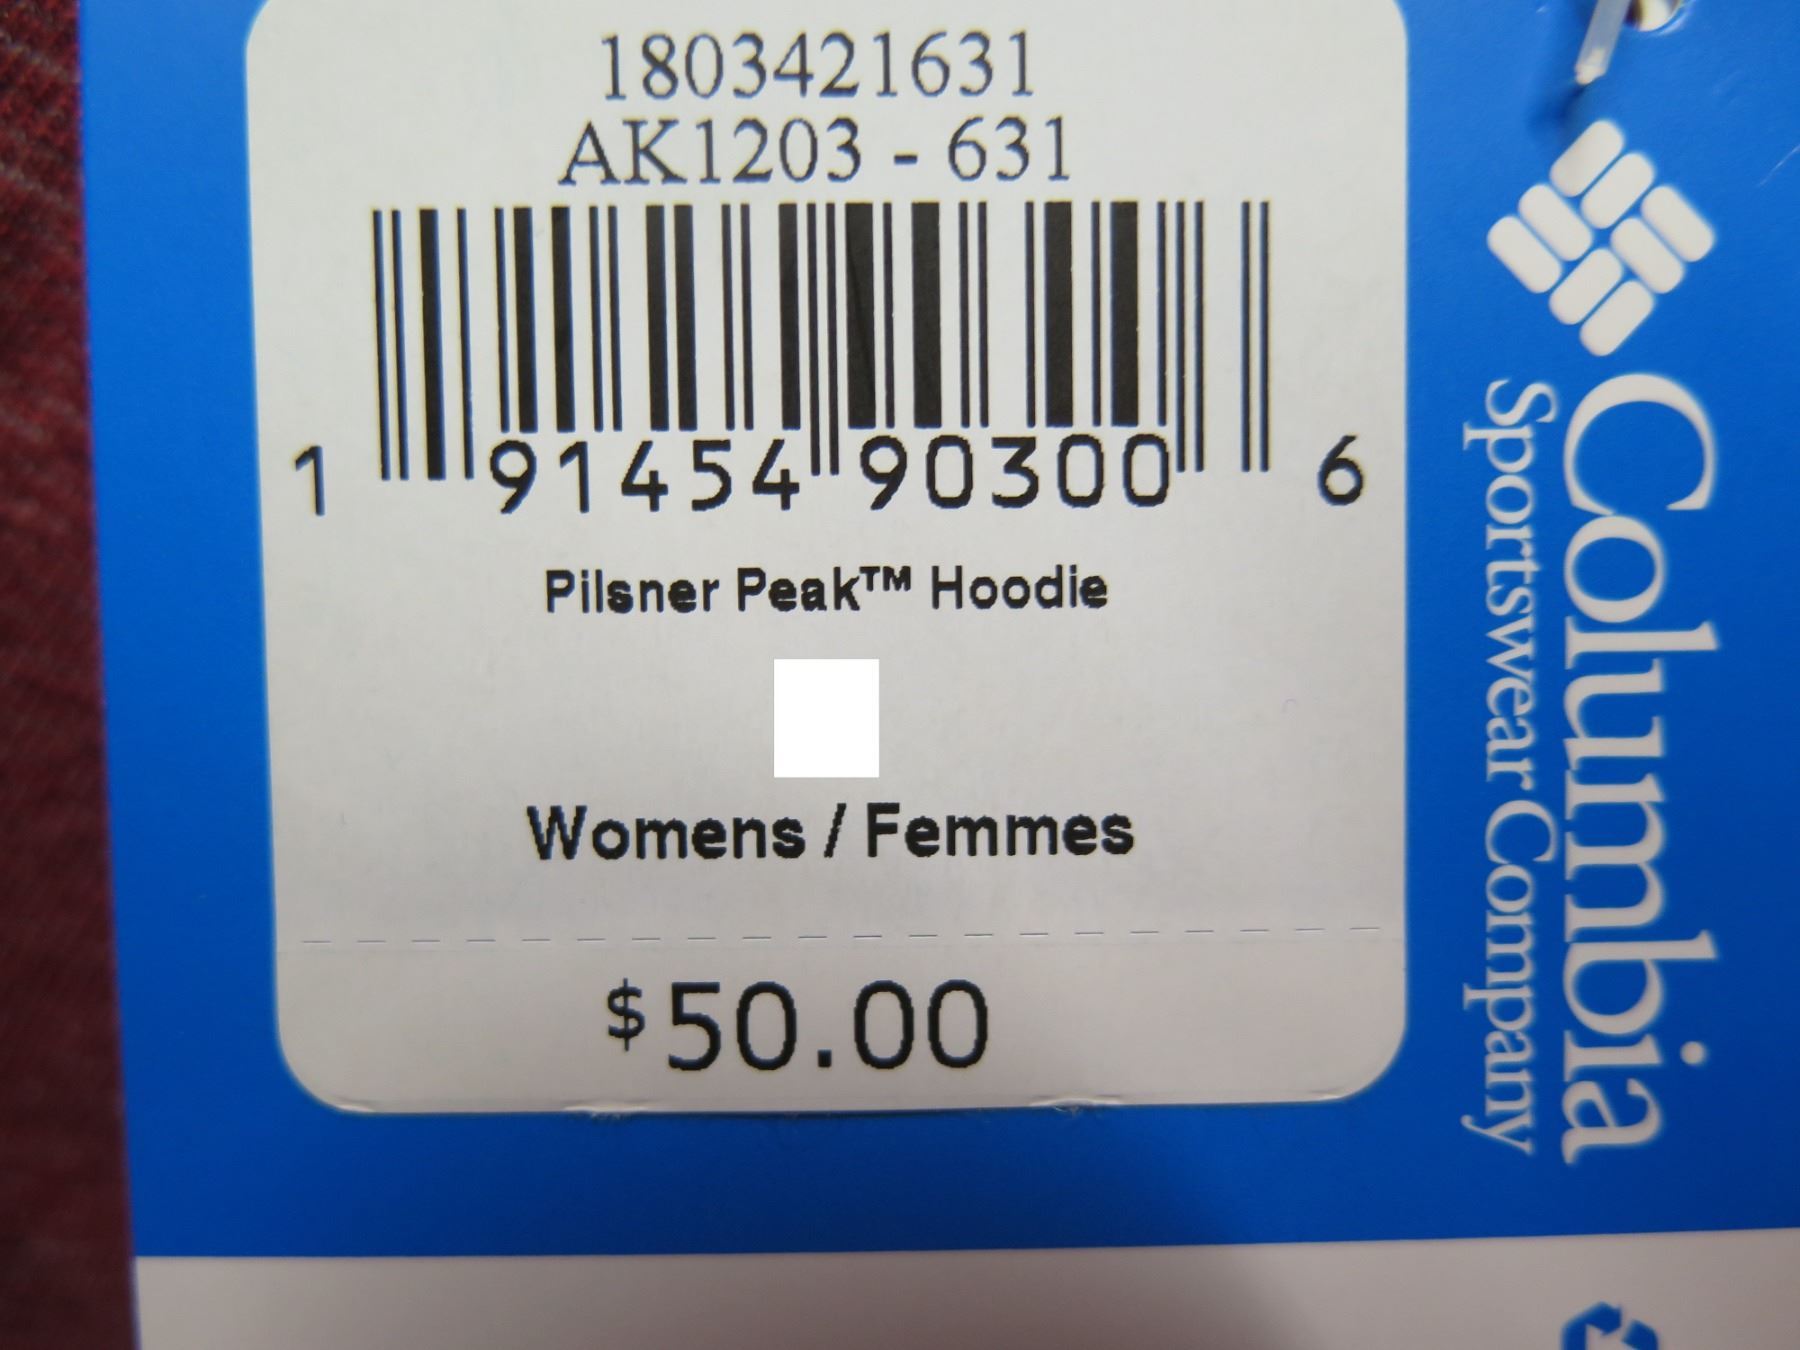 1803421631
AK1203 - 631
1 91454 90300 6
Pilsner Peak™ Hoodie
Womens / Femmes
$50.00
Columbia
Sportswear Company